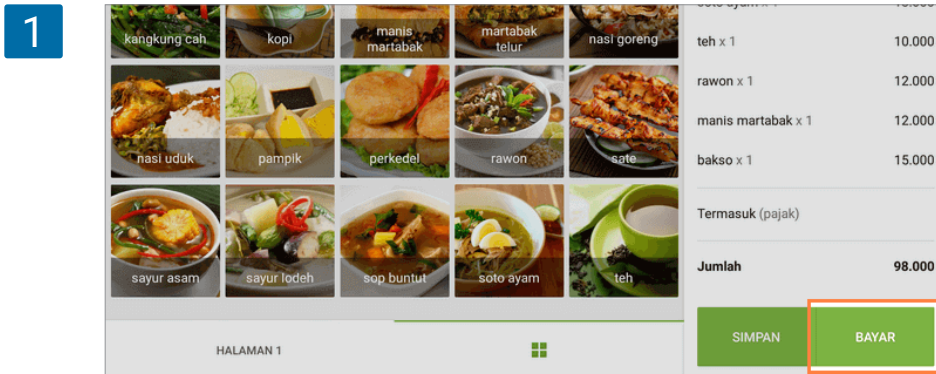 1
kangkung cah
kopi
manis
martabak
martabak
telur
nasi goreng
nasi uduk
pampik
perkedel
rawon
sate
sayur asam
sayur lodeh
sop buntut
soto ayam
teh
HALAMAN 1
teh x 1 10.000
rawon x 1 12.000
manis martabak x 1 12.000
bakso x 1 15.000
Termasuk (pajak)
Jumlah 98.000
SIMPAN
BAYAR